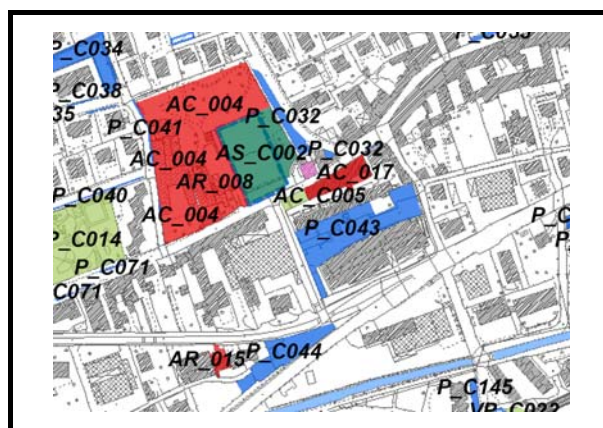 P_C034
P_C038
35
AC_004
P_C041
P_C032
AC_004
AS_C002
P_C032
AR_008
AC_017
P_C040
AC_004
AC_C005
P_C014
P_C043
P_C071
C071
AR_015
P_C044
P_C145